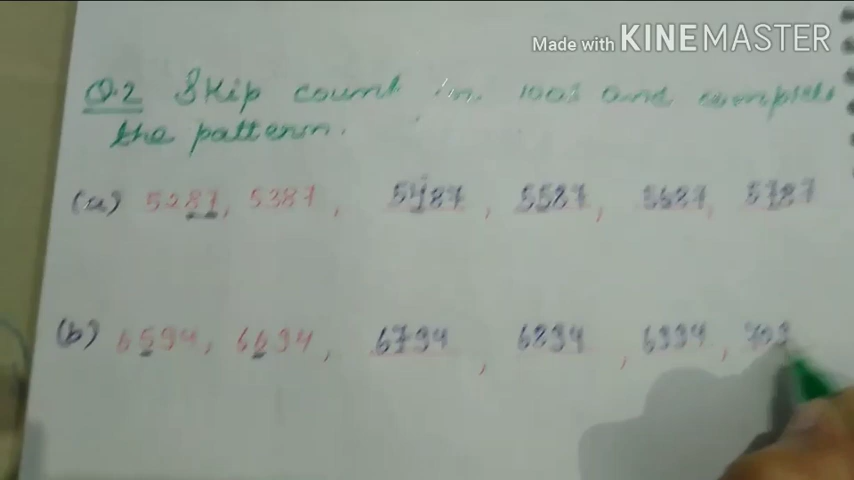 Made with KINEMASTER
Q.2 Skip count in 100s and complete
the pattern.
(a) 5287, 5387, 5487, 5587, 5687, 5787
(b) 6594, 6694, 6794, 6894, 6994, 709